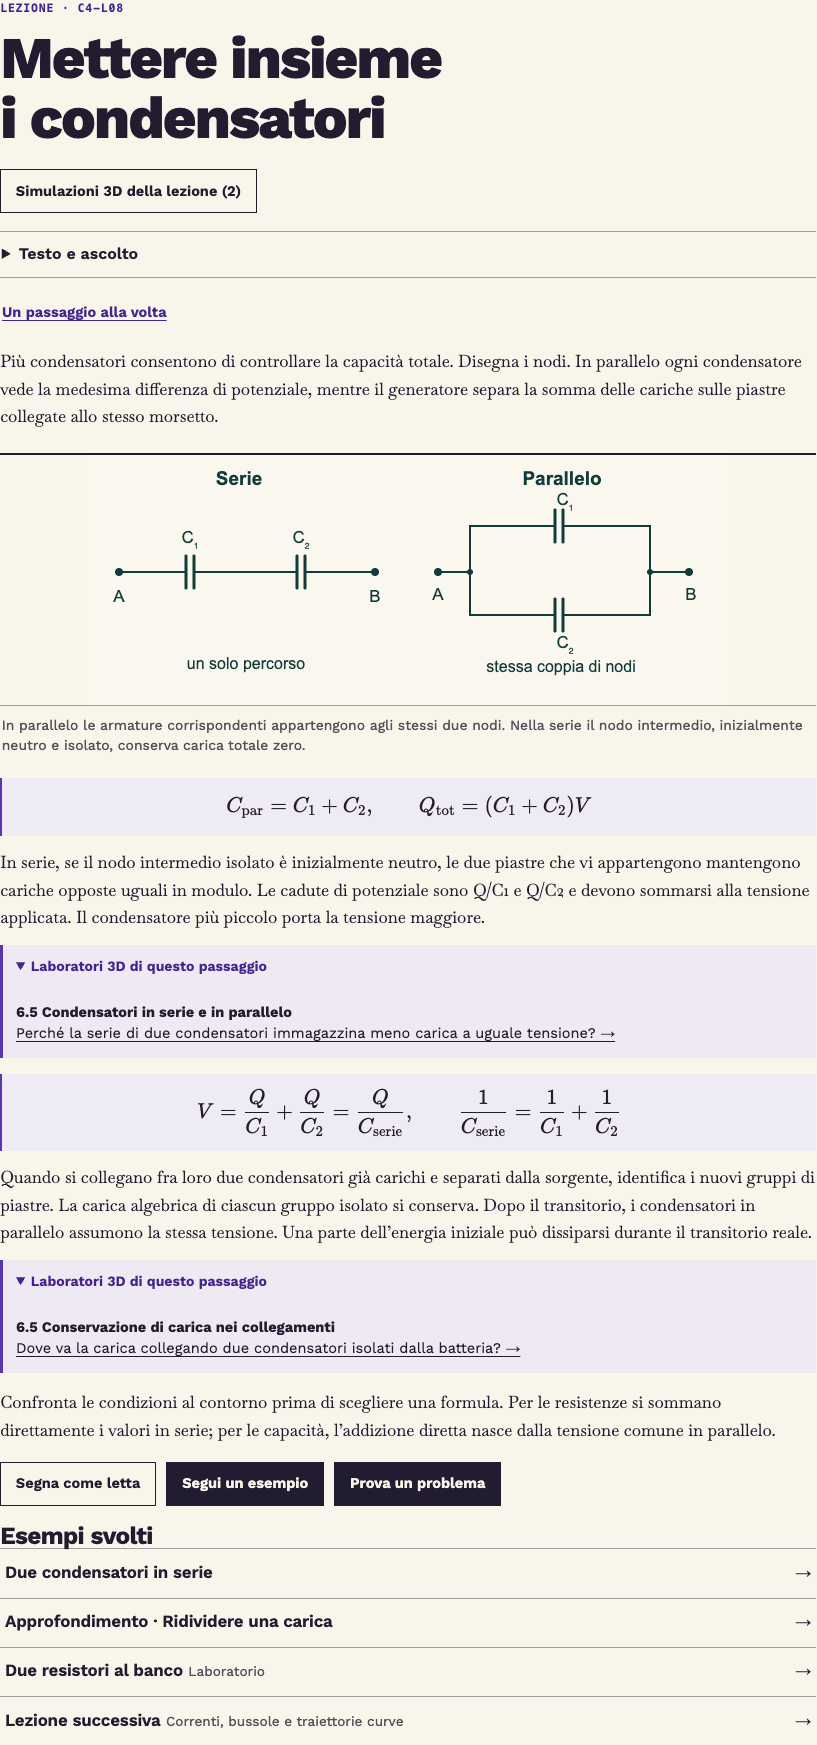 LEZIONE · C4—L08
Mettere insieme
i condensatori
Simulazioni 3D della lezione (2)
▶ Testo e ascolto
Un passaggio alla volta
Più condensatori consentono di controllare la capacità totale. Disegna i nodi. In parallelo ogni condensatore
vede la medesima differenza di potenziale, mentre il generatore separa la somma delle cariche sulle piastre
collegate allo stesso morsetto.
Serie
C₁
C₂
A
B
un solo percorso
Parallelo
C₁
A
B
C₂
stessa coppia di nodi
In parallelo le armature corrispondenti appartengono agli stessi due nodi. Nella serie il nodo intermedio, inizialmente
neutro e isolato, conserva carica totale zero.
C_par = C₁ + C₂, Q_tot = (C₁ + C₂)V
In serie, se il nodo intermedio isolato è inizialmente neutro, le due piastre che vi appartengono mantengono
cariche opposte uguali in modulo. Le cadute di potenziale sono Q/C1 e Q/C2 e devono sommarsi alla tensione
applicata. Il condensatore più piccolo porta la tensione maggiore.
▼ Laboratori 3D di questo passaggio
6.5 Condensatori in serie e in parallelo
Perché la serie di due condensatori immagazzina meno carica a uguale tensione? →
V = Q/C₁ + Q/C₂ = Q/C_serie, 1/C_serie = 1/C₁ + 1/C₂
Quando si collegano fra loro due condensatori già carichi e separati dalla sorgente, identifica i nuovi gruppi di
piastre. La carica algebrica di ciascun gruppo isolato si conserva. Dopo il transitorio, i condensatori in
parallelo assumono la stessa tensione. Una parte dell’energia iniziale può dissiparsi durante il transitorio reale.
▼ Laboratori 3D di questo passaggio
6.5 Conservazione di carica nei collegamenti
Dove va la carica collegando due condensatori isolati dalla batteria? →
Confronta le condizioni al contorno prima di scegliere una formula. Per le resistenze si sommano
direttamente i valori in serie; per le capacità, l’addizione diretta nasce dalla tensione comune in parallelo.
Segna come letta
Segui un esempio
Prova un problema
Esempi svolti
Due condensatori in serie →
Approfondimento · Ridividere una carica →
Due resistori al banco Laboratorio →
Lezione successiva Correnti, bussole e traiettorie curve →